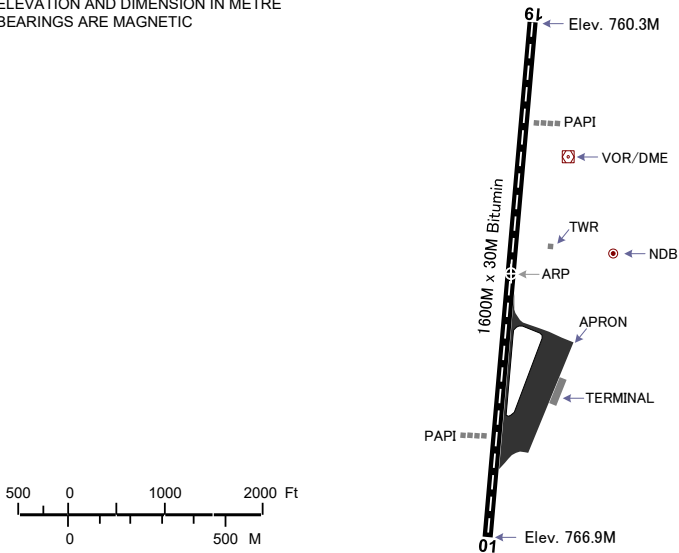 ELEVATION AND DIMENSION IN METRE
BEARINGS ARE MAGNETIC
19
Elev. 760.3M
PAPI
VOR/DME
TWR
NDB
1600M x 30M Bitumin
ARP
APRON
TERMINAL
PAPI
500 0 1000 2000 Ft
0 500 M
Elev. 766.9M
01